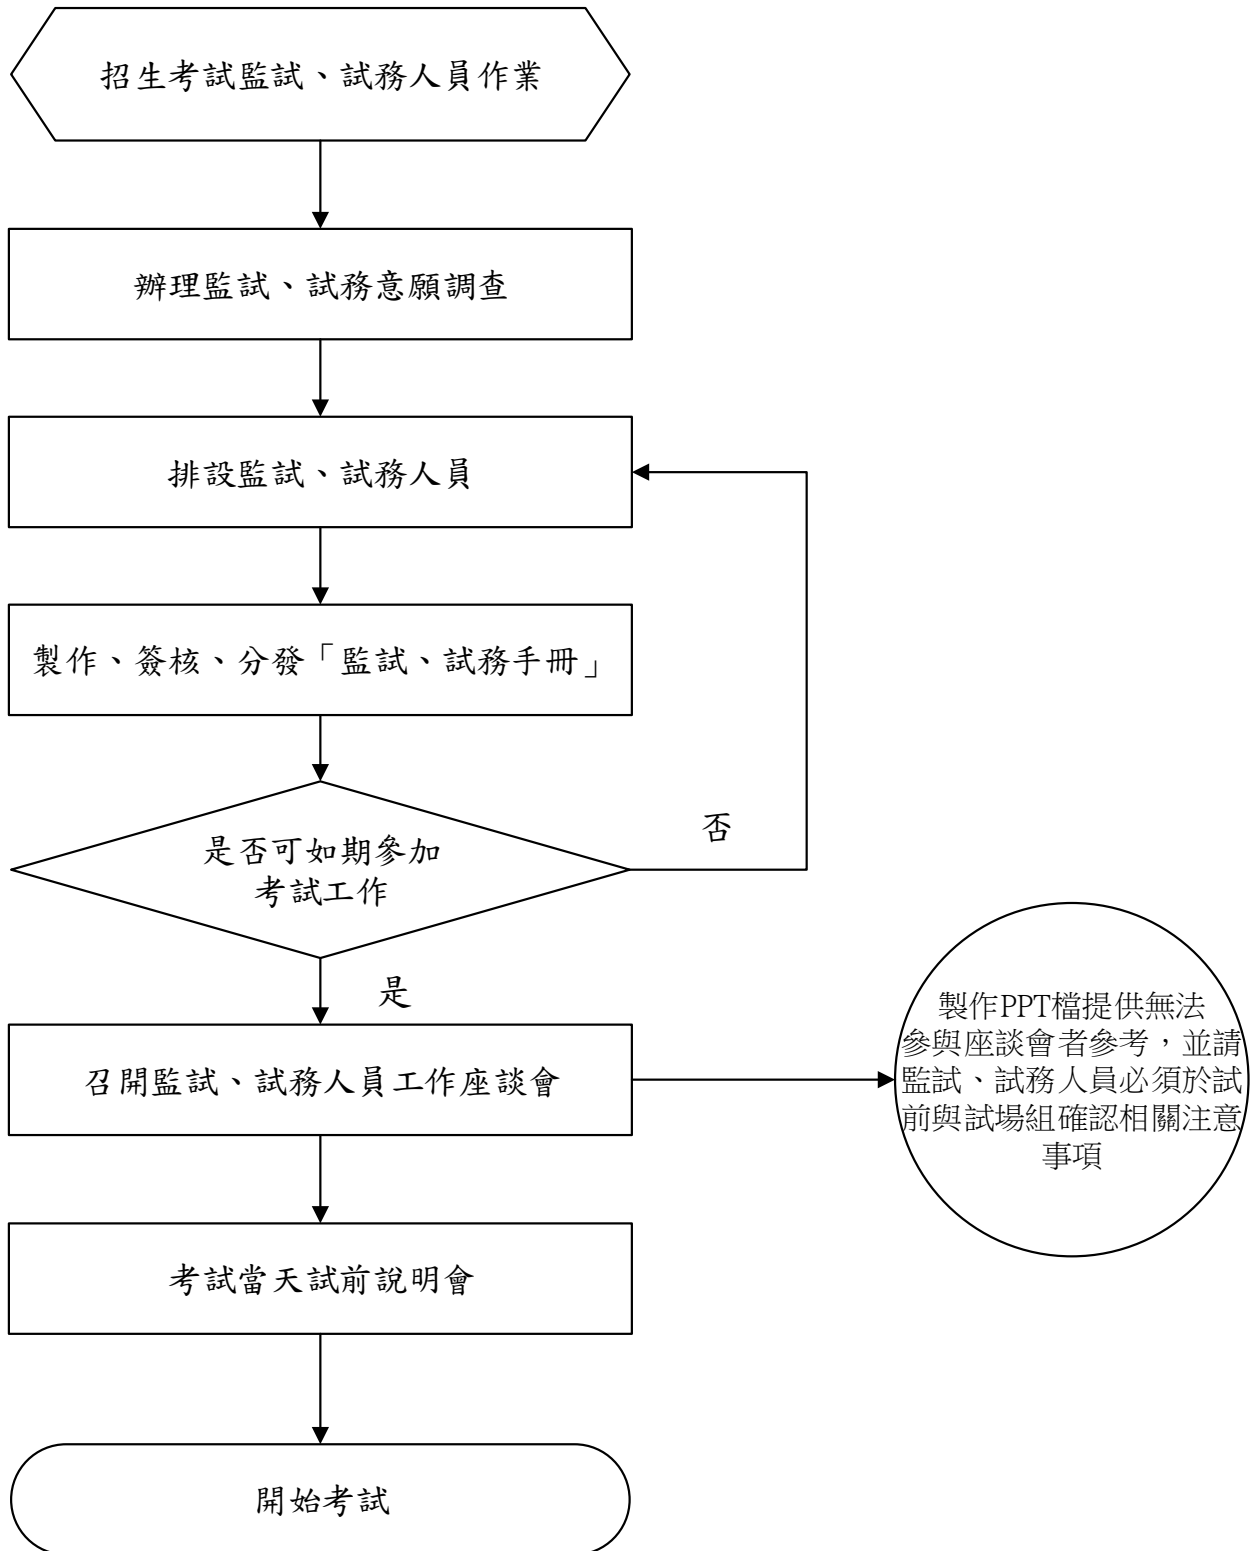 招生考試監試、試務人員作業
辦理監試、試務意願調查
排設監試、試務人員
製作、簽核、分發「監試、試務手冊」
是否可如期參加
考試工作
否
是
召開監試、試務人員工作座談會
製作PPT檔提供無法
參與座談會者參考，並請
監試、試務人員必須於試
前與試場組確認相關注意
事項
考試當天試前說明會
開始考試